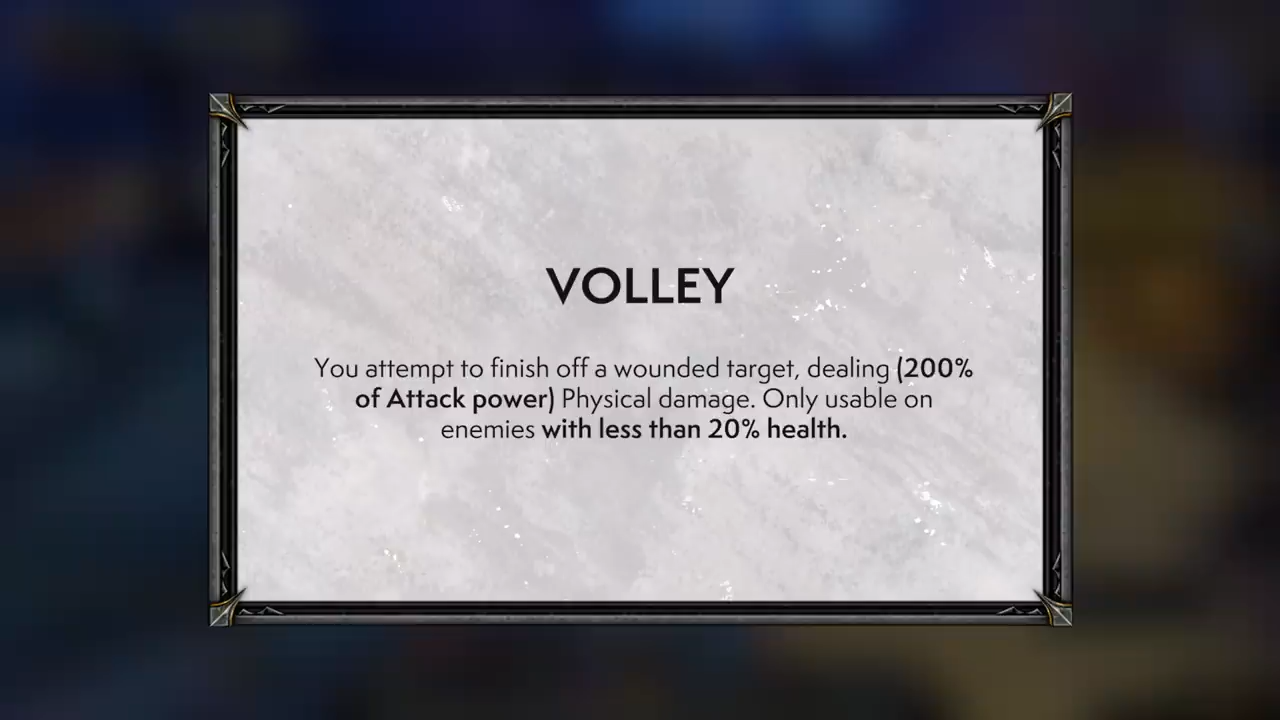 VOLLEY
You attempt to finish off a wounded target, dealing (200%
of Attack power) Physical damage. Only usable on
enemies with less than 20% health.